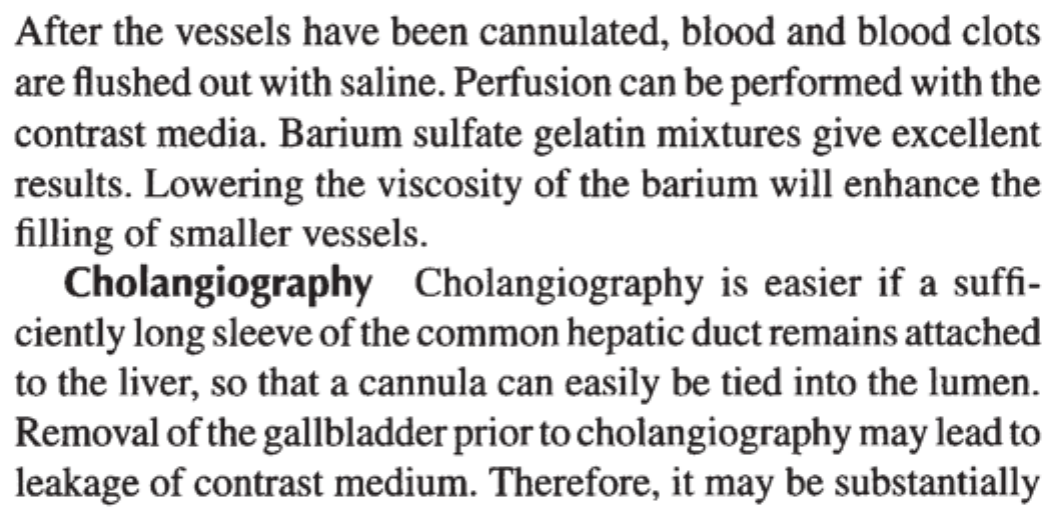 After the vessels have been cannulated, blood and blood clots
are flushed out with saline. Perfusion can be performed with the
contrast media. Barium sulfate gelatin mixtures give excellent
results. Lowering the viscosity of the barium will enhance the
filling of smaller vessels.
Cholangiography Cholangiography is easier if a suffi-
ciently long sleeve of the common hepatic duct remains attached
to the liver, so that a cannula can easily be tied into the lumen.
Removal of the gallbladder prior to cholangiography may lead to
leakage of contrast medium. Therefore, it may be substantially